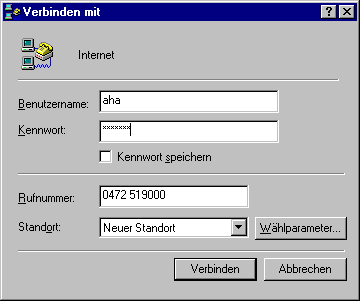 Verbinden mit
Internet
Benutzername: aha
Kennwort: *******
Kennwort speichern
Rufnummer: 0472 519000
Standort: Neuer Standort Wählparameter...
Verbinden Abbrechen